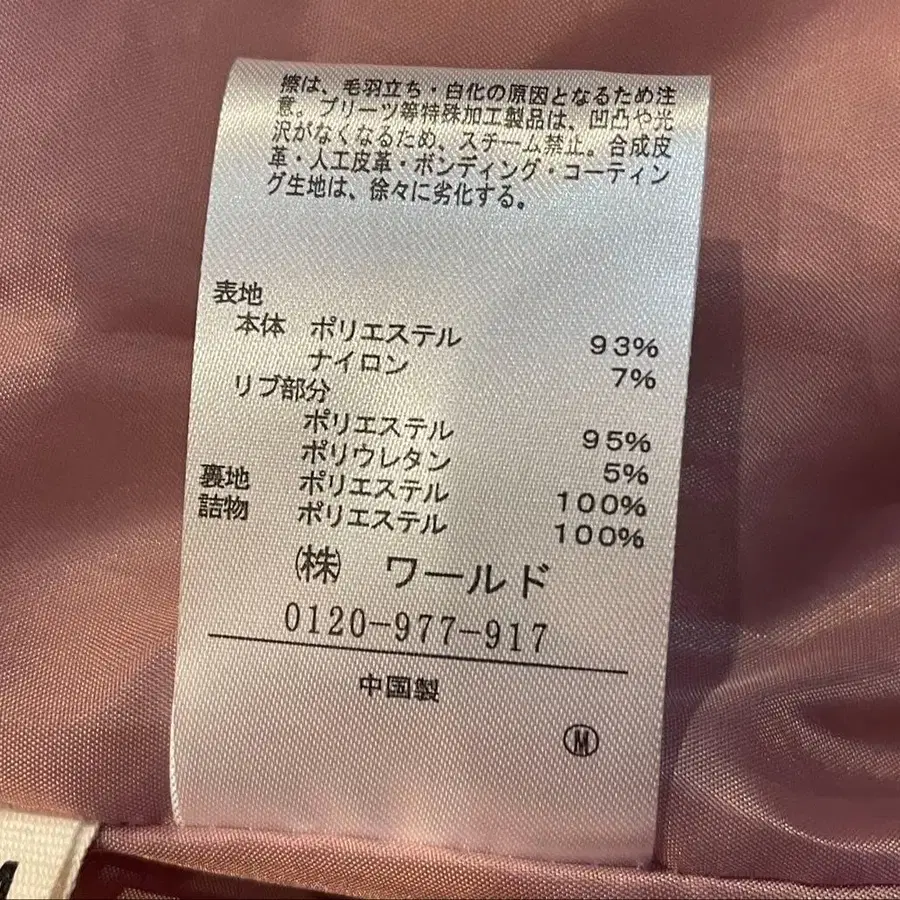 擦は、毛羽立ち・白化の原因となるため注
意。プリーツ等特殊加工製品は、凹凸や光
沢がなくなるため、スチーム禁止。合成皮
革・人工皮革・ボンディング・コーティン
グ生地は、徐々に劣化する。
表地
本体 ポリエステル 93%
ナイロン 7%
リブ部分
ポリエステル 95%
ポリウレタン 5%
裏地 ポリエステル 100%
詰物 ポリエステル 100%
㈱ ワールド
0120-977-917
中国製
Ⓜ